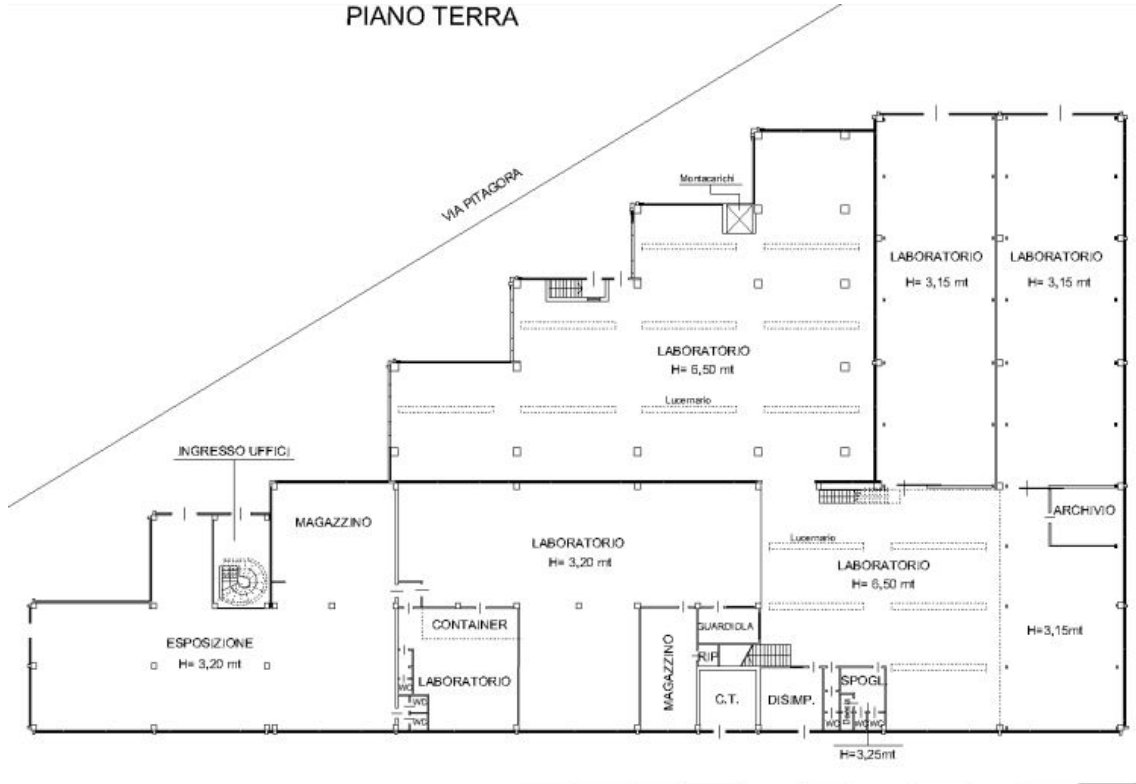 PIANO TERRA
VIA PITAGORA
Montacarichi
LABORATORIO
H= 3,15 mt
LABORATORIO
H= 3,15 mt
LABORATORIO
H= 6,50 mt
Lucernario
INGRESSO UFFICI
MAGAZZINO
ARCHIVIO
LABORATORIO
H= 3,20 mt
Lucernario
LABORATORIO
H= 6,50 mt
CONTAINER
GUARDIOLA
H=3,15mt
ESPOSIZIONE
H= 3,20 mt
RIP
MAGAZZINO
LABORATORIO
SPOGL.
C.T.
DISIMP.
WC
WC
WC
WC
WC
WC
H=3,25mt